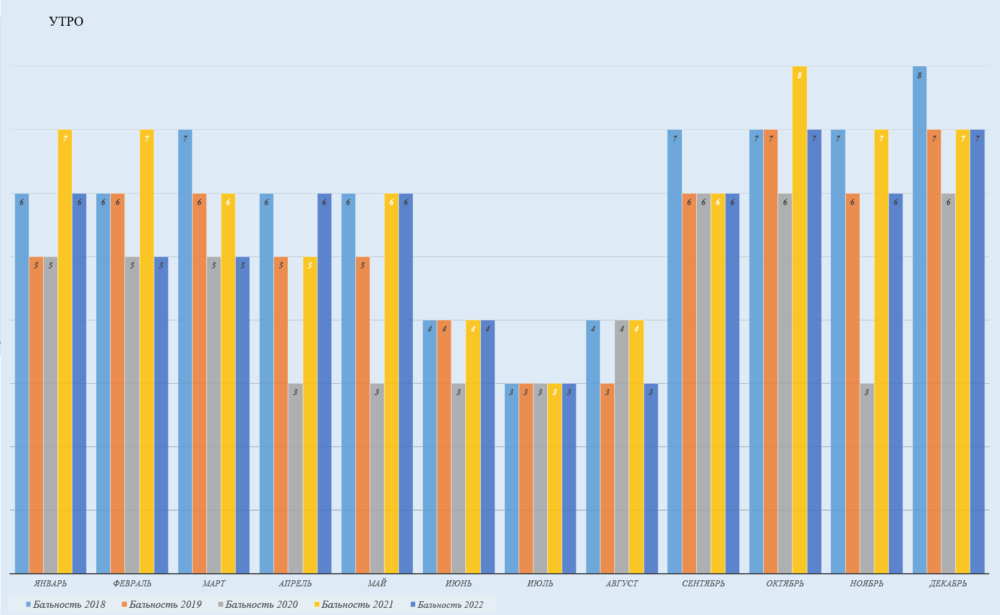 УТРО
8 8
7 7 7 7 7 7 7 7 7 7 7 7 7
6 6 6 6 6 6 6 6 6 6 6 6 6 6 6 6 6 6
5 5 5 5 5 5 5 5
4 4 4 4 4 4 4
3 3 3 3 3 3 3 3 3 3 3
ЯНВАРЬ ФЕВРАЛЬ МАРТ АПРЕЛЬ МАЙ ИЮНЬ ИЮЛЬ АВГУСТ СЕНТЯБРЬ ОКТЯБРЬ НОЯБРЬ ДЕКАБРЬ
Бальность 2018 Бальность 2019 Бальность 2020 Бальность 2021 Бальность 2022